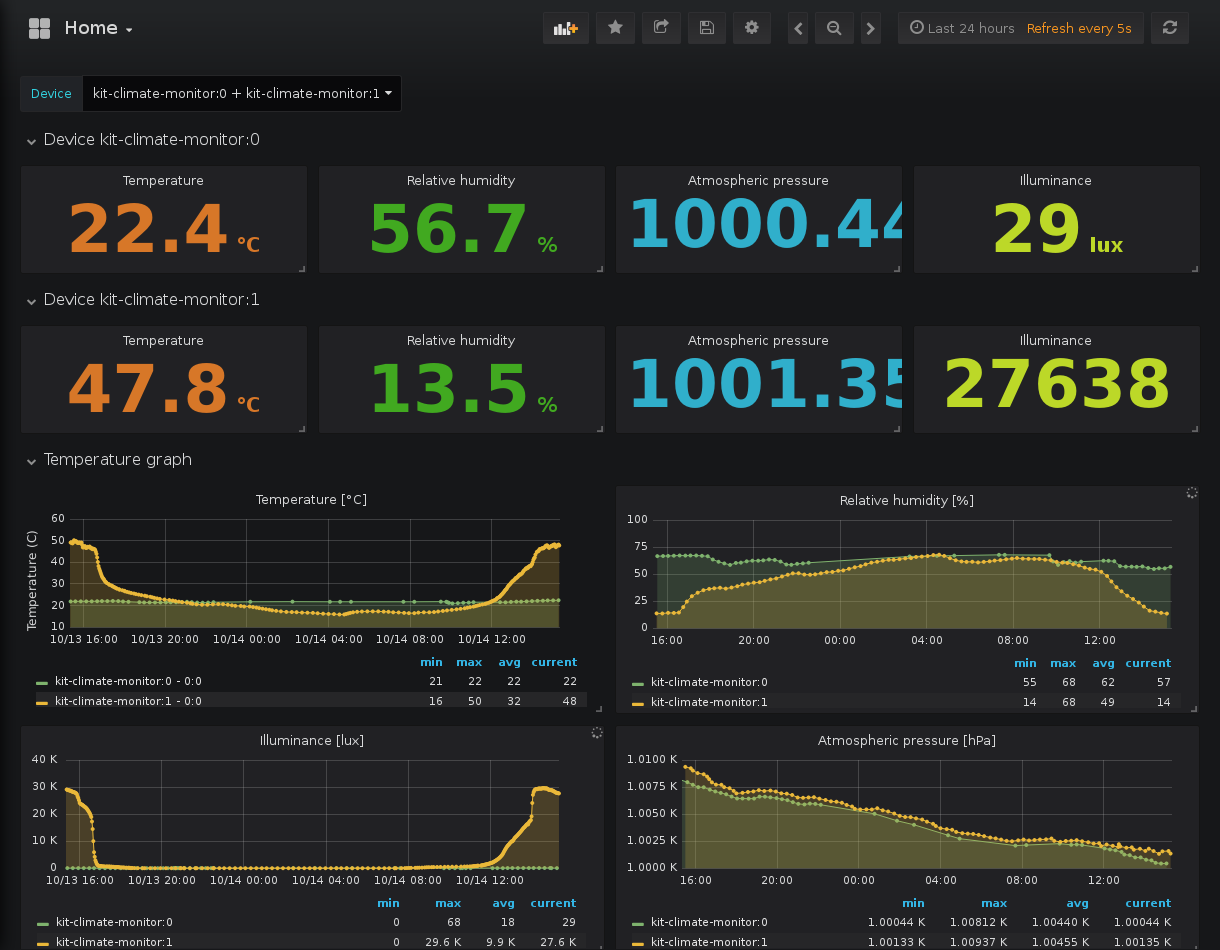 Home
Last 24 hours Refresh every 5s
Device kit-climate-monitor:0 + kit-climate-monitor:1
Device kit-climate-monitor:0
Temperature Relative humidity Atmospheric pressure Illuminance
22.4 °C 56.7 % 1000.44 29 lux
Device kit-climate-monitor:1
Temperature Relative humidity Atmospheric pressure Illuminance
47.8 °C 13.5 % 1001.35 27638
Temperature graph
Temperature [°C]
Temperature (C)
60
50
40
30
20
10
10/13 16:00 10/13 20:00 10/14 00:00 10/14 04:00 10/14 08:00 10/14 12:00
min max avg current
kit-climate-monitor:0 - 0:0 21 22 22 22
kit-climate-monitor:1 - 0:0 16 50 32 48
Relative humidity [%]
100
75
50
25
0
16:00 20:00 00:00 04:00 08:00 12:00
min max avg current
kit-climate-monitor:0 55 68 62 57
kit-climate-monitor:1 14 68 49 14
Illuminance [lux]
40 K
30 K
20 K
10 K
0
10/13 16:00 10/13 20:00 10/14 00:00 10/14 04:00 10/14 08:00 10/14 12:00
min max avg current
kit-climate-monitor:0 0 68 18 29
kit-climate-monitor:1 0 29.6 K 9.9 K 27.6 K
Atmospheric pressure [hPa]
1.0100 K
1.0075 K
1.0050 K
1.0025 K
1.0000 K
16:00 20:00 00:00 04:00 08:00 12:00
min max avg current
kit-climate-monitor:0 1.00044 K 1.00812 K 1.00440 K 1.00044 K
kit-climate-monitor:1 1.00133 K 1.00937 K 1.00455 K 1.00135 K